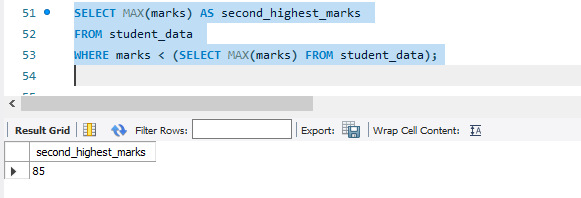 51 SELECT MAX(marks) AS second_highest_marks
52 FROM student_data
53 WHERE marks < (SELECT MAX(marks) FROM student_data);
54
Result Grid Filter Rows: Export: Wrap Cell Content:
second_highest_marks
85